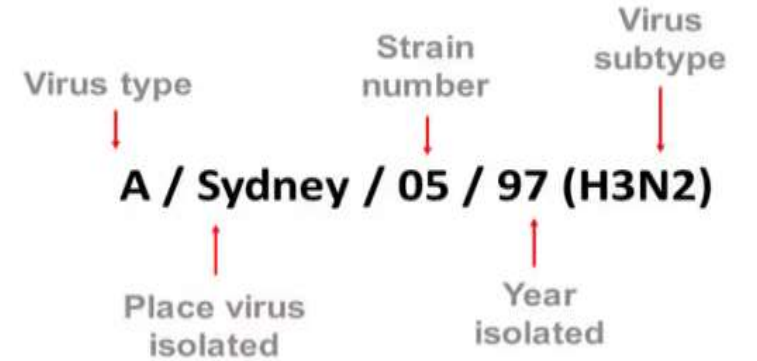 Virus
subtype
Strain
number
Virus type
A / Sydney / 05 / 97 (H3N2)
Place virus
isolated
Year
isolated